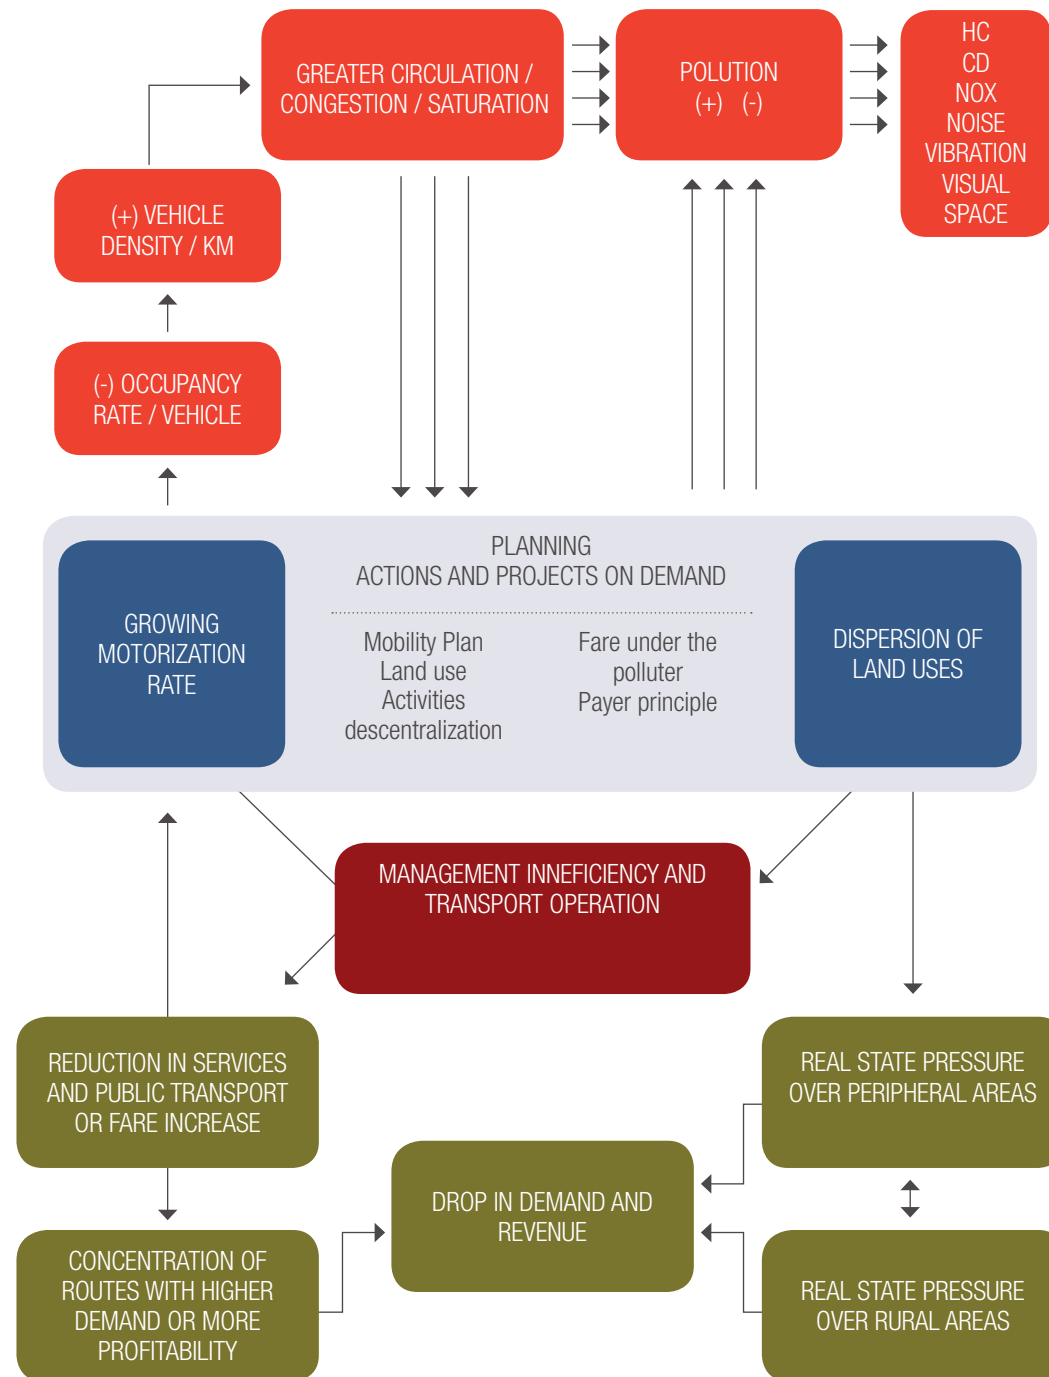 GREATER CIRCULATION /
CONGESTION / SATURATION
POLUTION
(+) (-)
HC
CD
NOX
NOISE
VIBRATION
VISUAL
SPACE
(+) VEHICLE
DENSITY / KM
(-) OCCUPANCY
RATE / VEHICLE
PLANNING
ACTIONS AND PROJECTS ON DEMAND
GROWING
MOTORIZATION
RATE
Mobility Plan
Land use
Activities
descentralization
Fare under the
polluter
Payer principle
DISPERSION OF
LAND USES
MANAGEMENT INNEFICIENCY AND
TRANSPORT OPERATION
REDUCTION IN SERVICES
AND PUBLIC TRANSPORT
OR FARE INCREASE
REAL STATE PRESSURE
OVER PERIPHERAL AREAS
DROP IN DEMAND AND
REVENUE
CONCENTRATION OF
ROUTES WITH HIGHER
DEMAND OR MORE
PROFITABILITY
REAL STATE PRESSURE
OVER RURAL AREAS